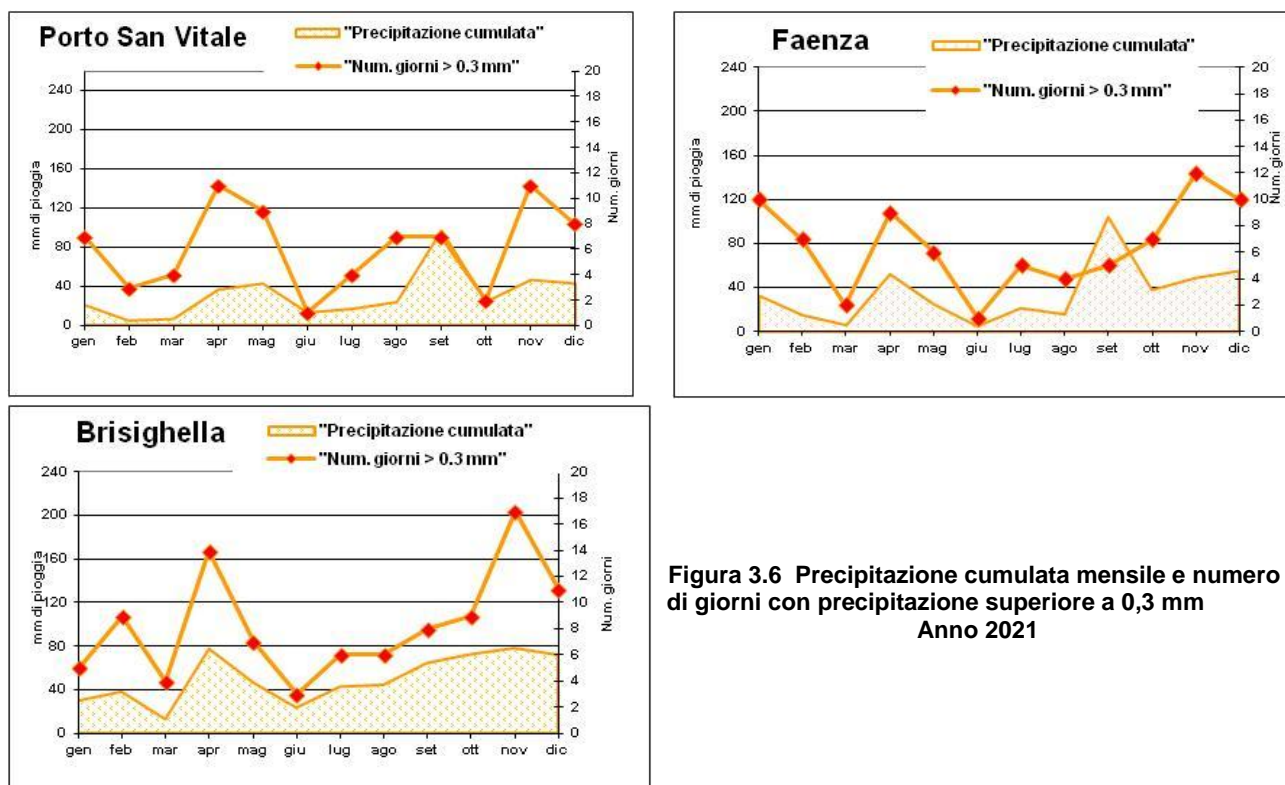 Porto San Vitale
"Precipitazione cumulata"
"Num. giorni > 0.3 mm"
mm di pioggia
240
200
160
120
80
40
0
20
18
16
14
12
10
8
6
4
2
0
Num. giorni
gen feb mar apr mag giu lug ago set ott nov dic
Faenza
"Precipitazione cumulata"
"Num. giorni > 0.3 mm"
mm di pioggia
240
200
160
120
80
40
0
20
18
16
14
12
10
8
6
4
2
0
Num. giorni
gen feb mar apr mag giu lug ago set ott nov dic
Brisighella
"Precipitazione cumulata"
"Num. giorni > 0.3 mm"
mm di pioggia
240
200
160
120
80
40
0
20
18
16
14
12
10
8
6
4
2
0
Num. giorni
gen feb mar apr mag giu lug ago set ott nov dic
Figura 3.6 Precipitazione cumulata mensile e numero
di giorni con precipitazione superiore a 0,3 mm
Anno 2021